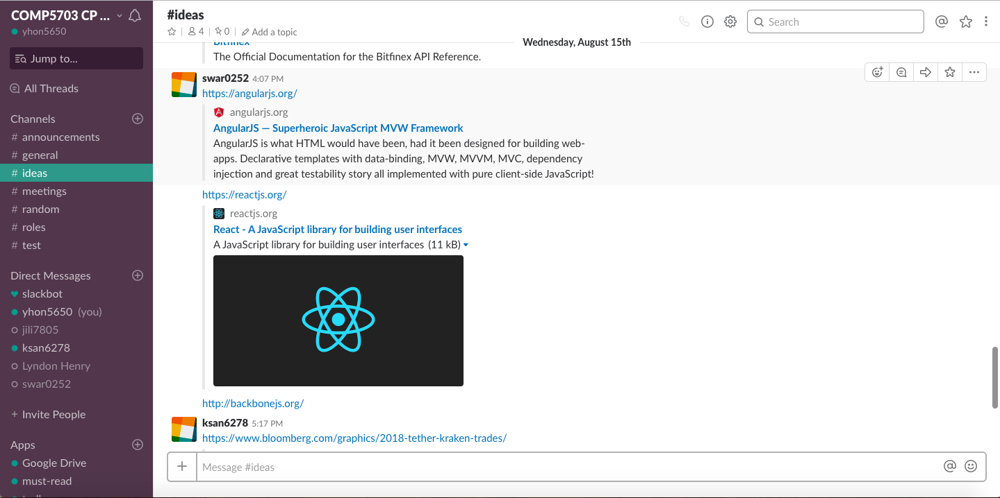 COMP5703 CP ...
yhon5650
Jump to...
All Threads
Channels
# announcements
# general
# ideas
# meetings
# random
# roles
# test
Direct Messages
slackbot
yhon5650 (you)
jili7805
ksan6278
Lyndon Henry
swar0252
+ Invite People
Apps
Google Drive
must-read
#ideas
4 | 0 | Add a topic
Search
Wednesday, August 15th
Bitfinex
The Official Documentation for the Bitfinex API Reference.
swar0252 4:07 PM
https://angularjs.org/
angularjs.org
AngularJS — Superheroic JavaScript MVW Framework
AngularJS is what HTML would have been, had it been designed for building web-
apps. Declarative templates with data-binding, MVW, MVVM, MVC, dependency
injection and great testability story all implemented with pure client-side JavaScript!
https://reactjs.org/
reactjs.org
React - A JavaScript library for building user interfaces
A JavaScript library for building user interfaces (11 kB)
http://backbonejs.org/
ksan6278 5:17 PM
https://www.bloomberg.com/graphics/2018-tether-kraken-trades/
Message #ideas